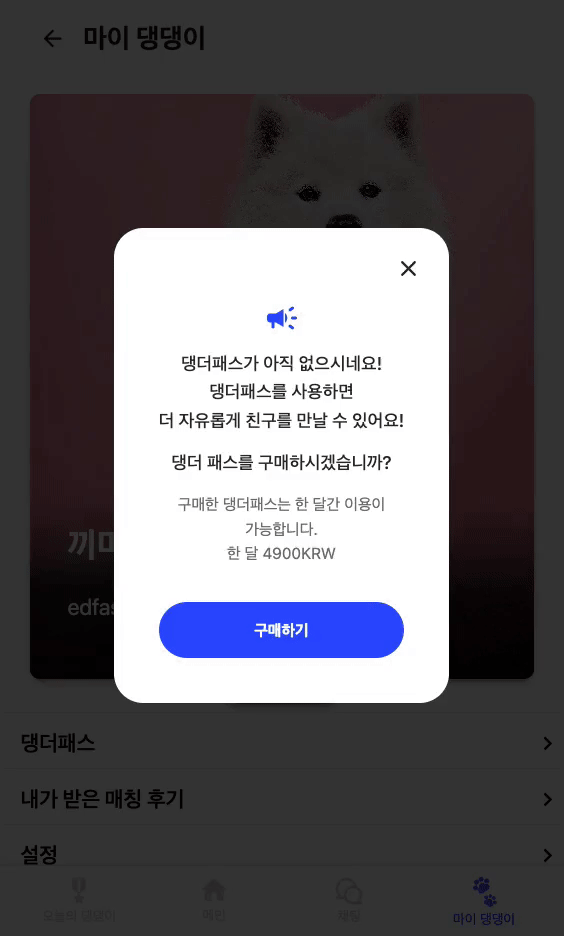 마이 댕댕이
댕더패스가 아직 없으시네요!
댕더패스를 사용하면
더 자유롭게 친구를 만날 수 있어요!
댕더 패스를 구매하시겠습니까?
구매한 댕더패스는 한 달간 이용이
가능합니다.
한 달 4900KRW
구매하기
댕더패스
내가 받은 매칭 후기
설정
오늘의 댕댕이
메인
채팅
마이 댕댕이